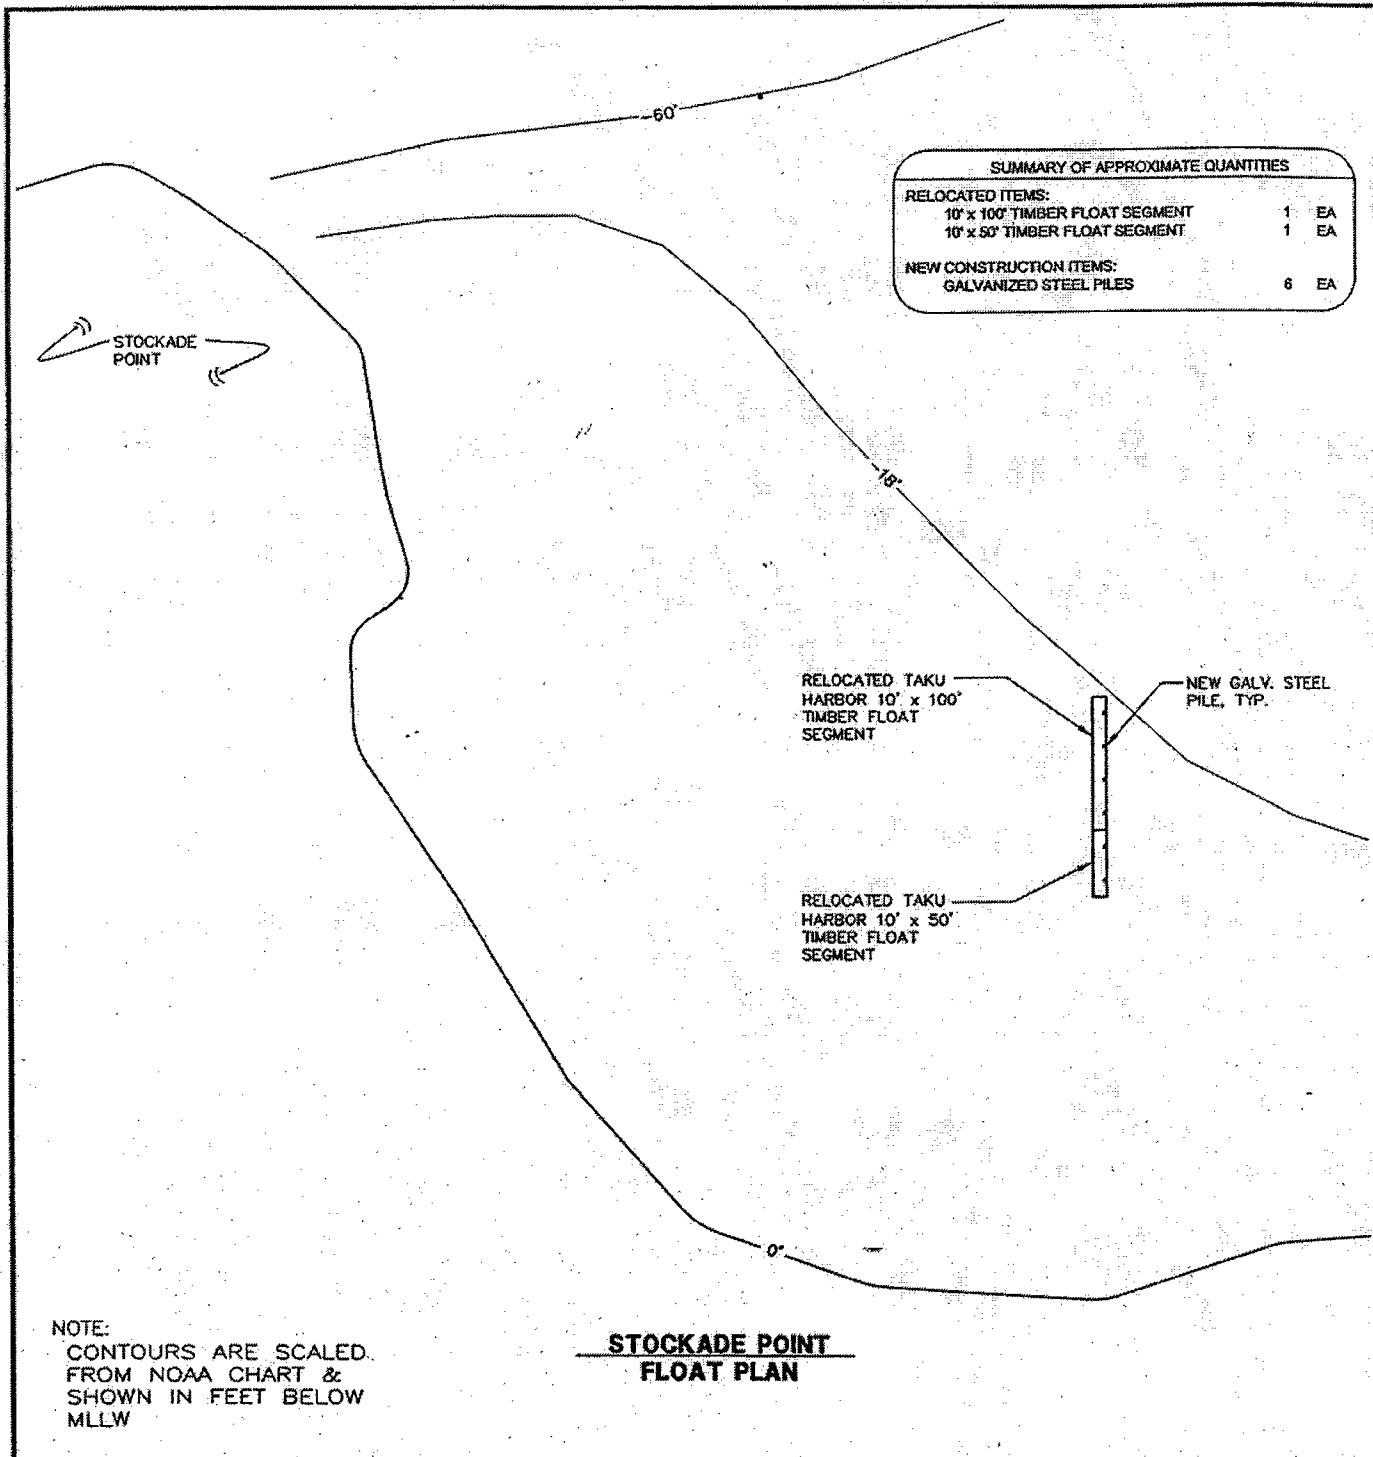 -60'
SUMMARY OF APPROXIMATE QUANTITIES
RELOCATED ITEMS:
10' x 100' TIMBER FLOAT SEGMENT 1 EA
10' x 50' TIMBER FLOAT SEGMENT 1 EA
NEW CONSTRUCTION ITEMS:
GALVANIZED STEEL PILES 6 EA
STOCKADE
POINT
-18'
RELOCATED TAKU
HARBOR 10' x 100'
TIMBER FLOAT
SEGMENT
NEW GALV. STEEL
PILE, TYP.
RELOCATED TAKU
HARBOR 10' x 50'
TIMBER FLOAT
SEGMENT
0'
NOTE:
CONTOURS ARE SCALED
FROM NOAA CHART &
SHOWN IN FEET BELOW
MLLW
STOCKADE POINT
FLOAT PLAN